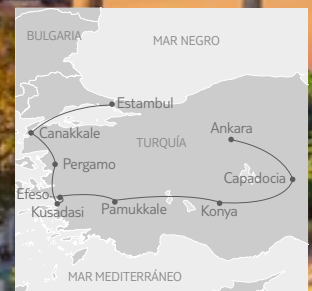 BULGARIA
MAR NEGRO
Estambul
Canakkale
TURQUÍA
Ankara
Pergamo
Capadocia
Efeso
Kusadasi
Pamukkale
Konya
MAR MEDITERRÁNEO